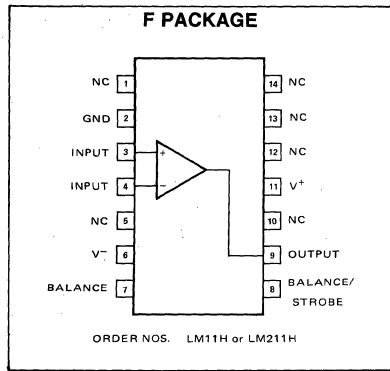 F PACKAGE
NC 1
14 NC
GND 2
13 NC
INPUT 3 +
12 NC
INPUT 4 −
11 V+
NC 5
10 NC
V− 6
9 OUTPUT
BALANCE 7
8 BALANCE/
STROBE
ORDER NOS. LM11H or LM211H